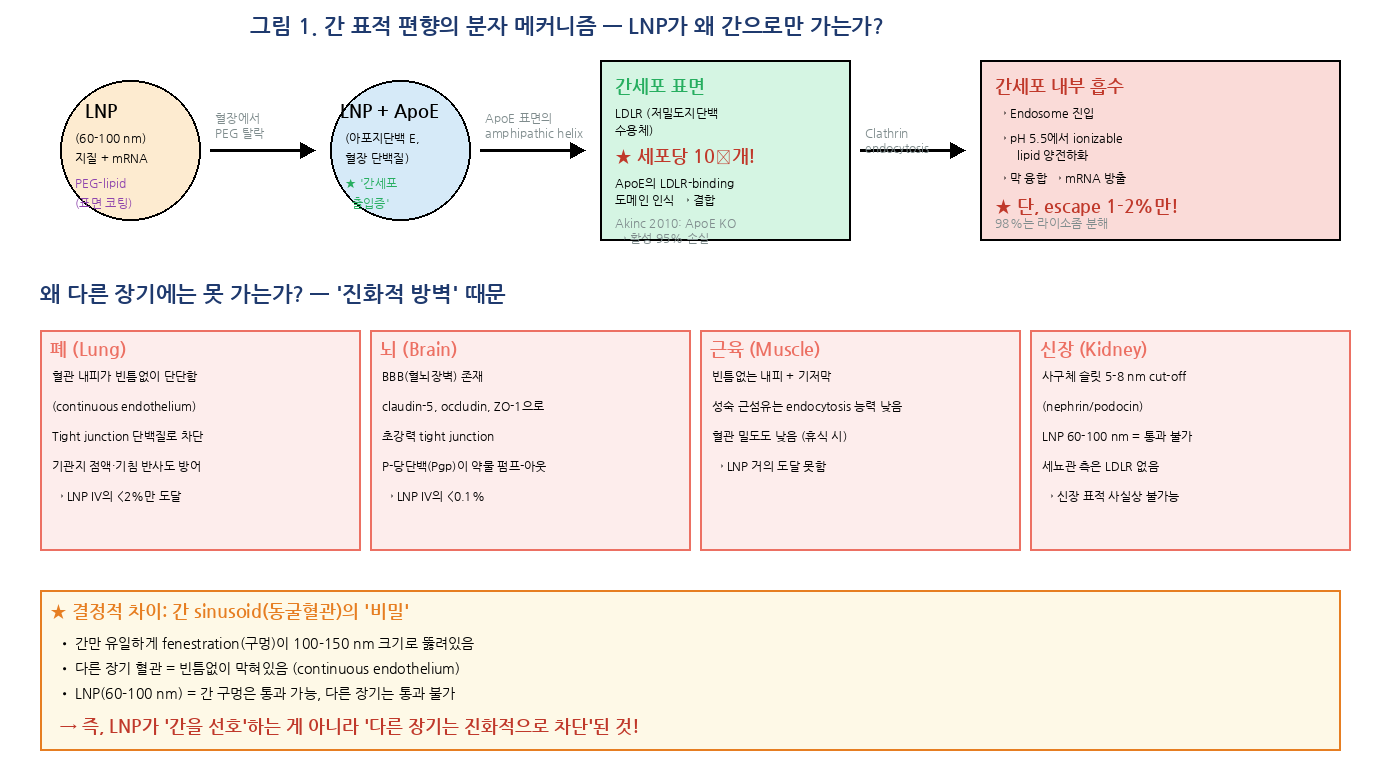 그림 1. 간 표적 편향의 분자 메커니즘 — LNP가 왜 간으로만 가는가?
LNP
(60-100 nm)
지질 + mRNA
PEG-lipid
(표면 코팅)
혈장에서
PEG 탈락
LNP + ApoE
(아포지단백 E,
혈장 단백질)
★ '간세포
출입증'
ApoE 표면의
amphipathic helix
간세포 표면
LDLR (저밀도지단백
수용체)
★ 세포당 10□개!
ApoE의 LDLR-binding
도메인 인식 → 결합
Akinc 2010: ApoE KO
→ 활성 95% 손실
Clathrin
endocytosis
간세포 내부 흡수
→ Endosome 진입
→ pH 5.5에서 ionizable
lipid 양전하화
→ 막 융합 → mRNA 방출
★ 단, escape 1-2%만!
98%는 라이소좀 분해
왜 다른 장기에는 못 가는가? — '진화적 방벽' 때문
폐 (Lung)
혈관 내피가 빈틈없이 단단함
(continuous endothelium)
Tight junction 단백질로 차단
기관지 점액·기침 반사도 방어
→ LNP IV의 <2%만 도달
뇌 (Brain)
BBB(혈뇌장벽) 존재
claudin-5, occludin, ZO-1으로
초강력 tight junction
P-당단백(Pgp)이 약물 펌프-아웃
→ LNP IV의 <0.1%
근육 (Muscle)
빈틈없는 내피 + 기저막
성숙 근섬유는 endocytosis 능력 낮음
혈관 밀도도 낮음 (휴식 시)
→ LNP 거의 도달 못함
신장 (Kidney)
사구체 슬릿 5-8 nm cut-off
(nephrin/podocin)
LNP 60-100 nm = 통과 불가
세뇨관 측은 LDLR 없음
→ 신장 표적 사실상 불가능
★ 결정적 차이: 간 sinusoid(동굴혈관)의 '비밀'
• 간만 유일하게 fenestration(구멍)이 100-150 nm 크기로 뚫려있음
• 다른 장기 혈관 = 빈틈없이 막혀있음 (continuous endothelium)
• LNP(60-100 nm) = 간 구멍은 통과 가능, 다른 장기는 통과 불가
→ 즉, LNP가 '간을 선호'하는 게 아니라 '다른 장기는 진화적으로 차단'된 것!